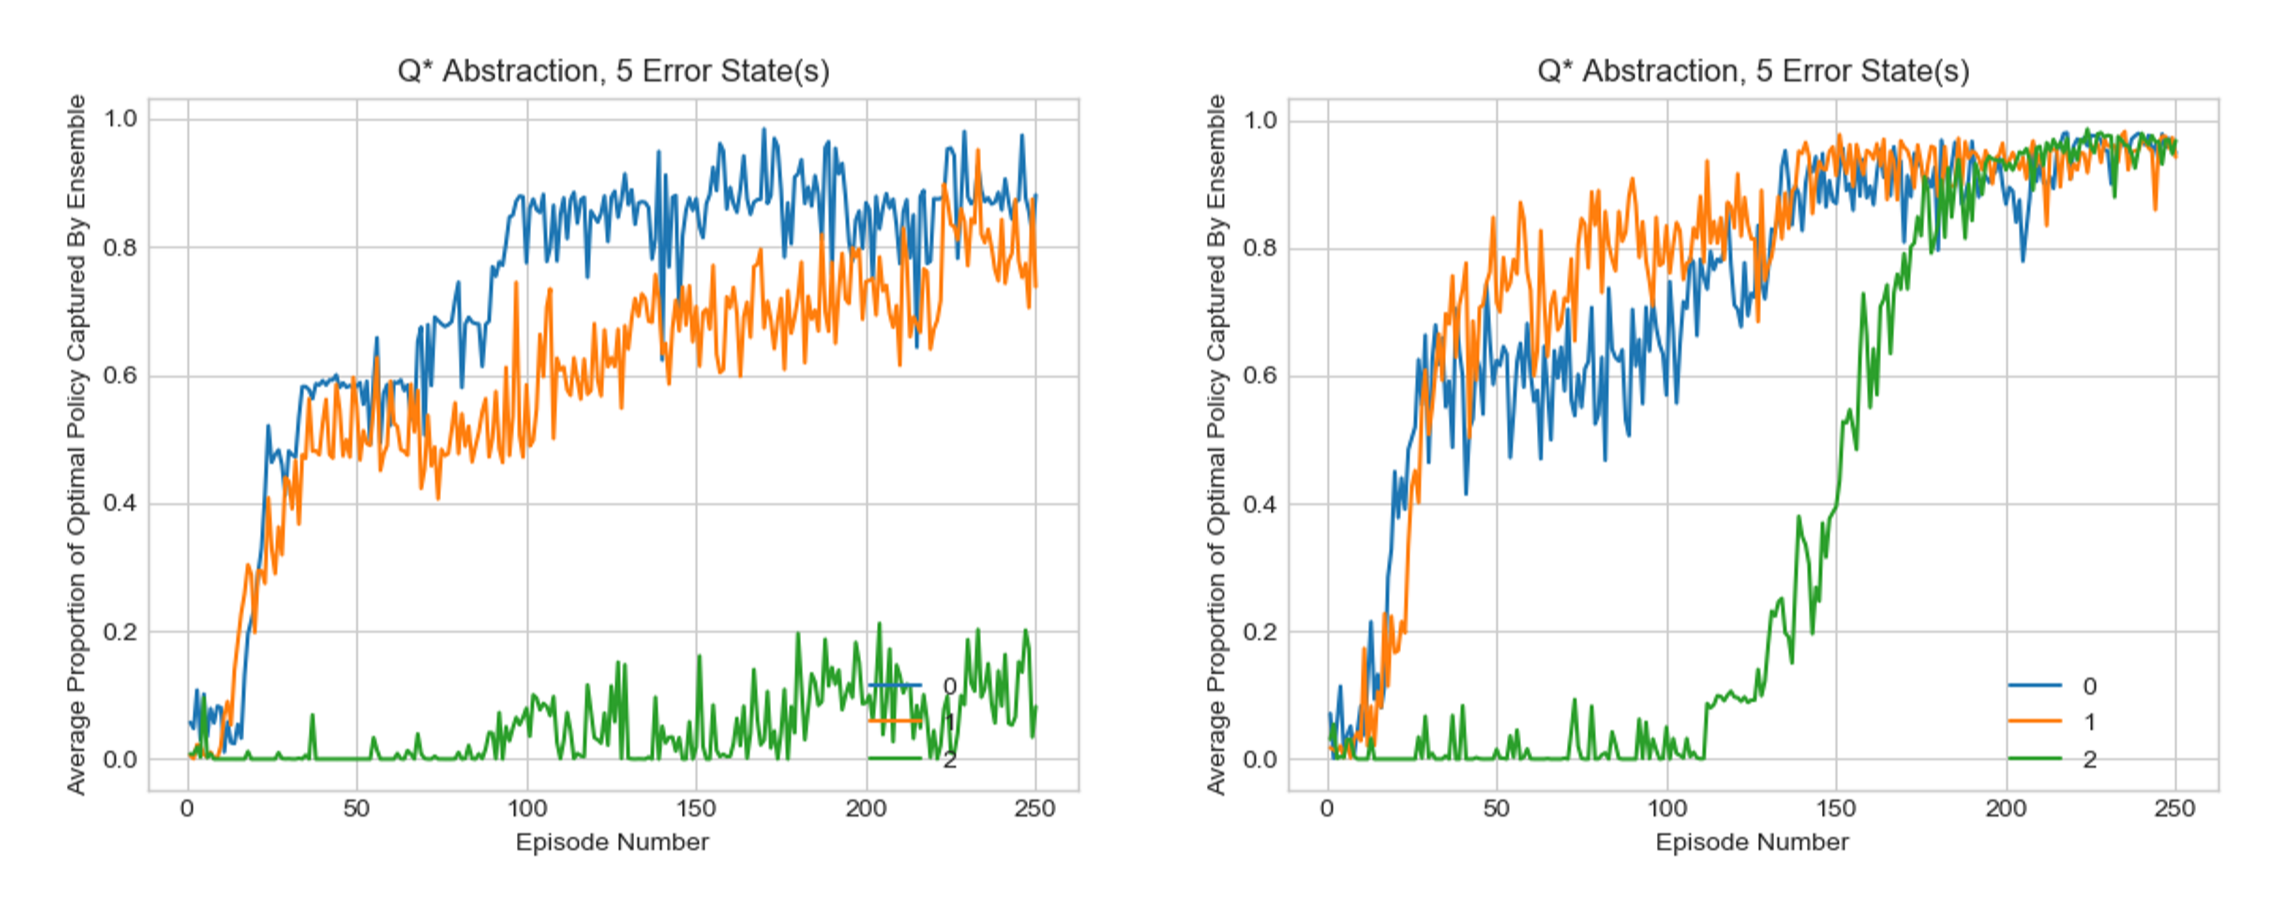 Q* Abstraction, 5 Error State(s)
Average Proportion of Optimal Policy Captured By Ensemble
1.0
0.8
0.6
0.4
0.2
0.0
0
1
2
0 50 100 150 200 250
Episode Number
Q* Abstraction, 5 Error State(s)
Average Proportion of Optimal Policy Captured By Ensemble
1.0
0.8
0.6
0.4
0.2
0.0
0
1
2
0 50 100 150 200 250
Episode Number